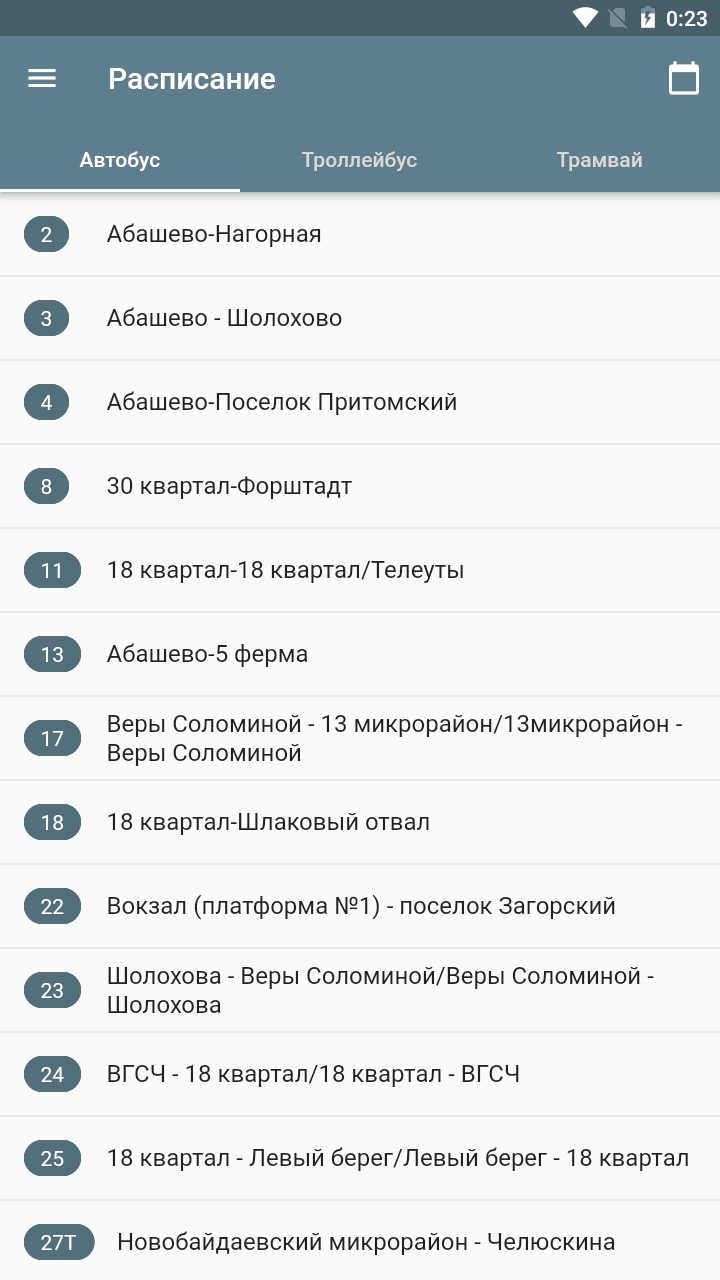 0:23
Расписание
Автобус Троллейбус Трамвай
2 Абашево-Нагорная
3 Абашево - Шолохово
4 Абашево-Поселок Притомский
8 30 квартал-Форштадт
11 18 квартал-18 квартал/Телеуты
13 Абашево-5 ферма
17 Веры Соломиной - 13 микрорайон/13микрорайон -
Веры Соломиной
18 18 квартал-Шлаковый отвал
22 Вокзал (платформа №1) - поселок Загорский
23 Шолохова - Веры Соломиной/Веры Соломиной -
Шолохова
24 ВГСЧ - 18 квартал/18 квартал - ВГСЧ
25 18 квартал - Левый берег/Левый берег - 18 квартал
27Т Новобайдаевский микрорайон - Челюскина